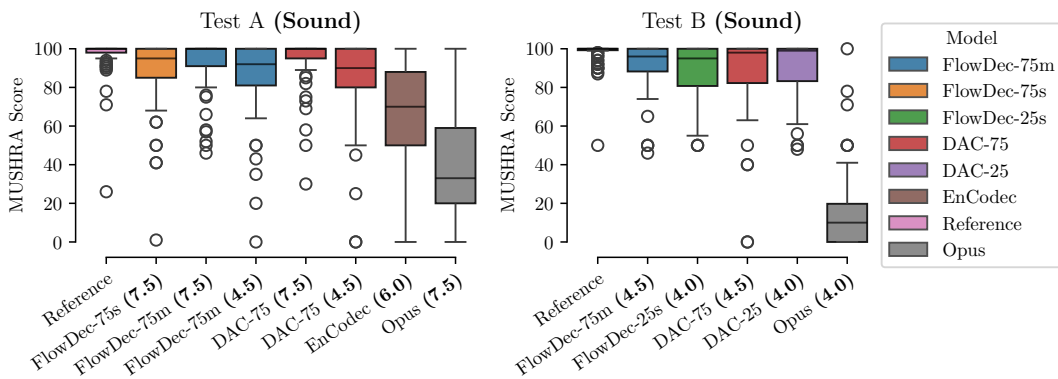 Test A (Sound)
MUSHRA Score
100
80
60
40
20
0
Reference
FlowDec-75s (7.5)
FlowDec-75m (7.5)
FlowDec-75m (4.5)
DAC-75 (7.5)
DAC-75 (4.5)
EnCodec (6.0)
Opus (7.5)
Test B (Sound)
MUSHRA Score
100
80
60
40
20
0
Reference
FlowDec-75m (4.5)
FlowDec-25s (4.0)
DAC-75 (4.5)
DAC-25 (4.0)
Opus (4.0)
Model
FlowDec-75m
FlowDec-75s
FlowDec-25s
DAC-75
DAC-25
EnCodec
Reference
Opus